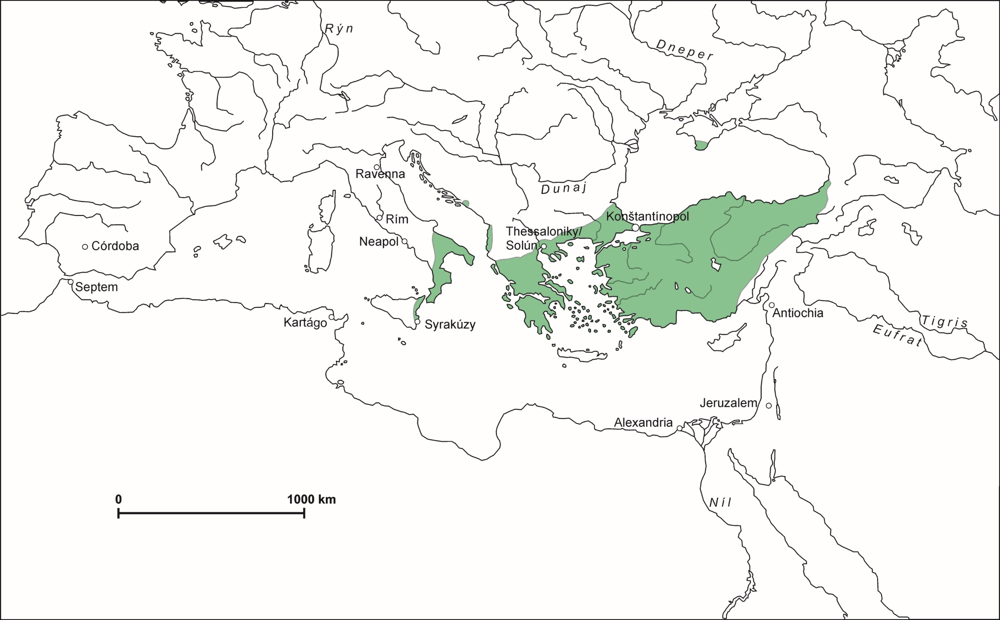 Rýn
Dneper
Ravenna
Dunaj
Rím
Konštantínopol
Thessaloniky/
Solún
Neapol
Córdoba
Septem
Antiochia
Kartágo
Syrakúzy
Tigris
Eufrat
Jeruzalem
Alexandria
0 1000 km
Níl